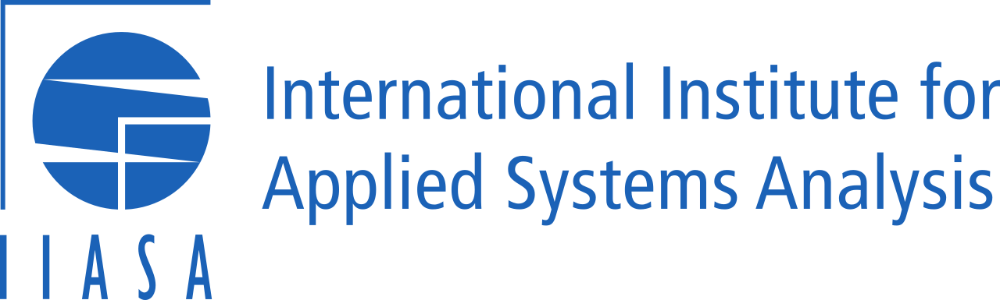 International Institute for
Applied Systems Analysis
IIASA